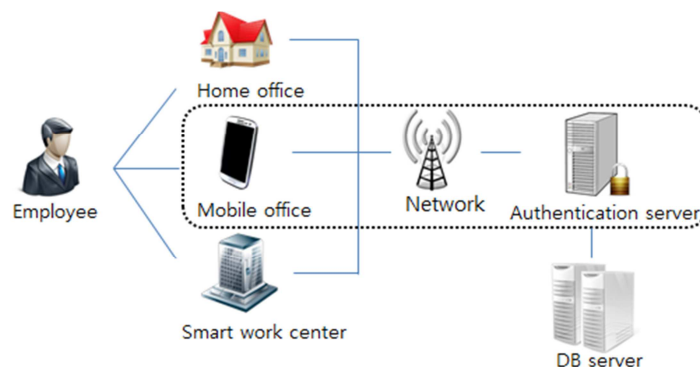 Home office
Employee
Mobile office
Network
Authentication server
Smart work center
DB server